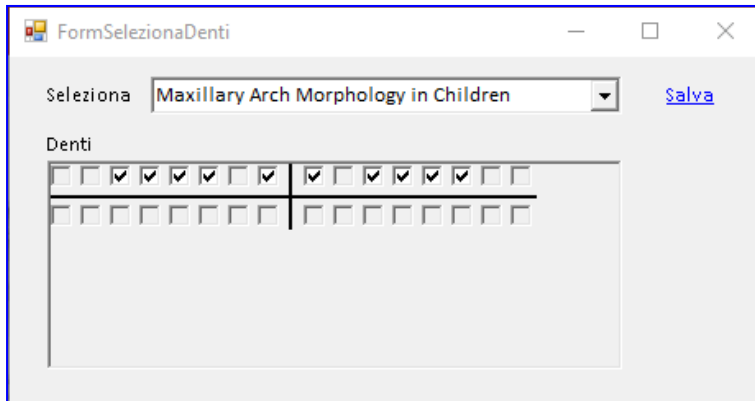 FormSelezionaDenti
Seleziona Maxillary Arch Morphology in Children Salva
Denti